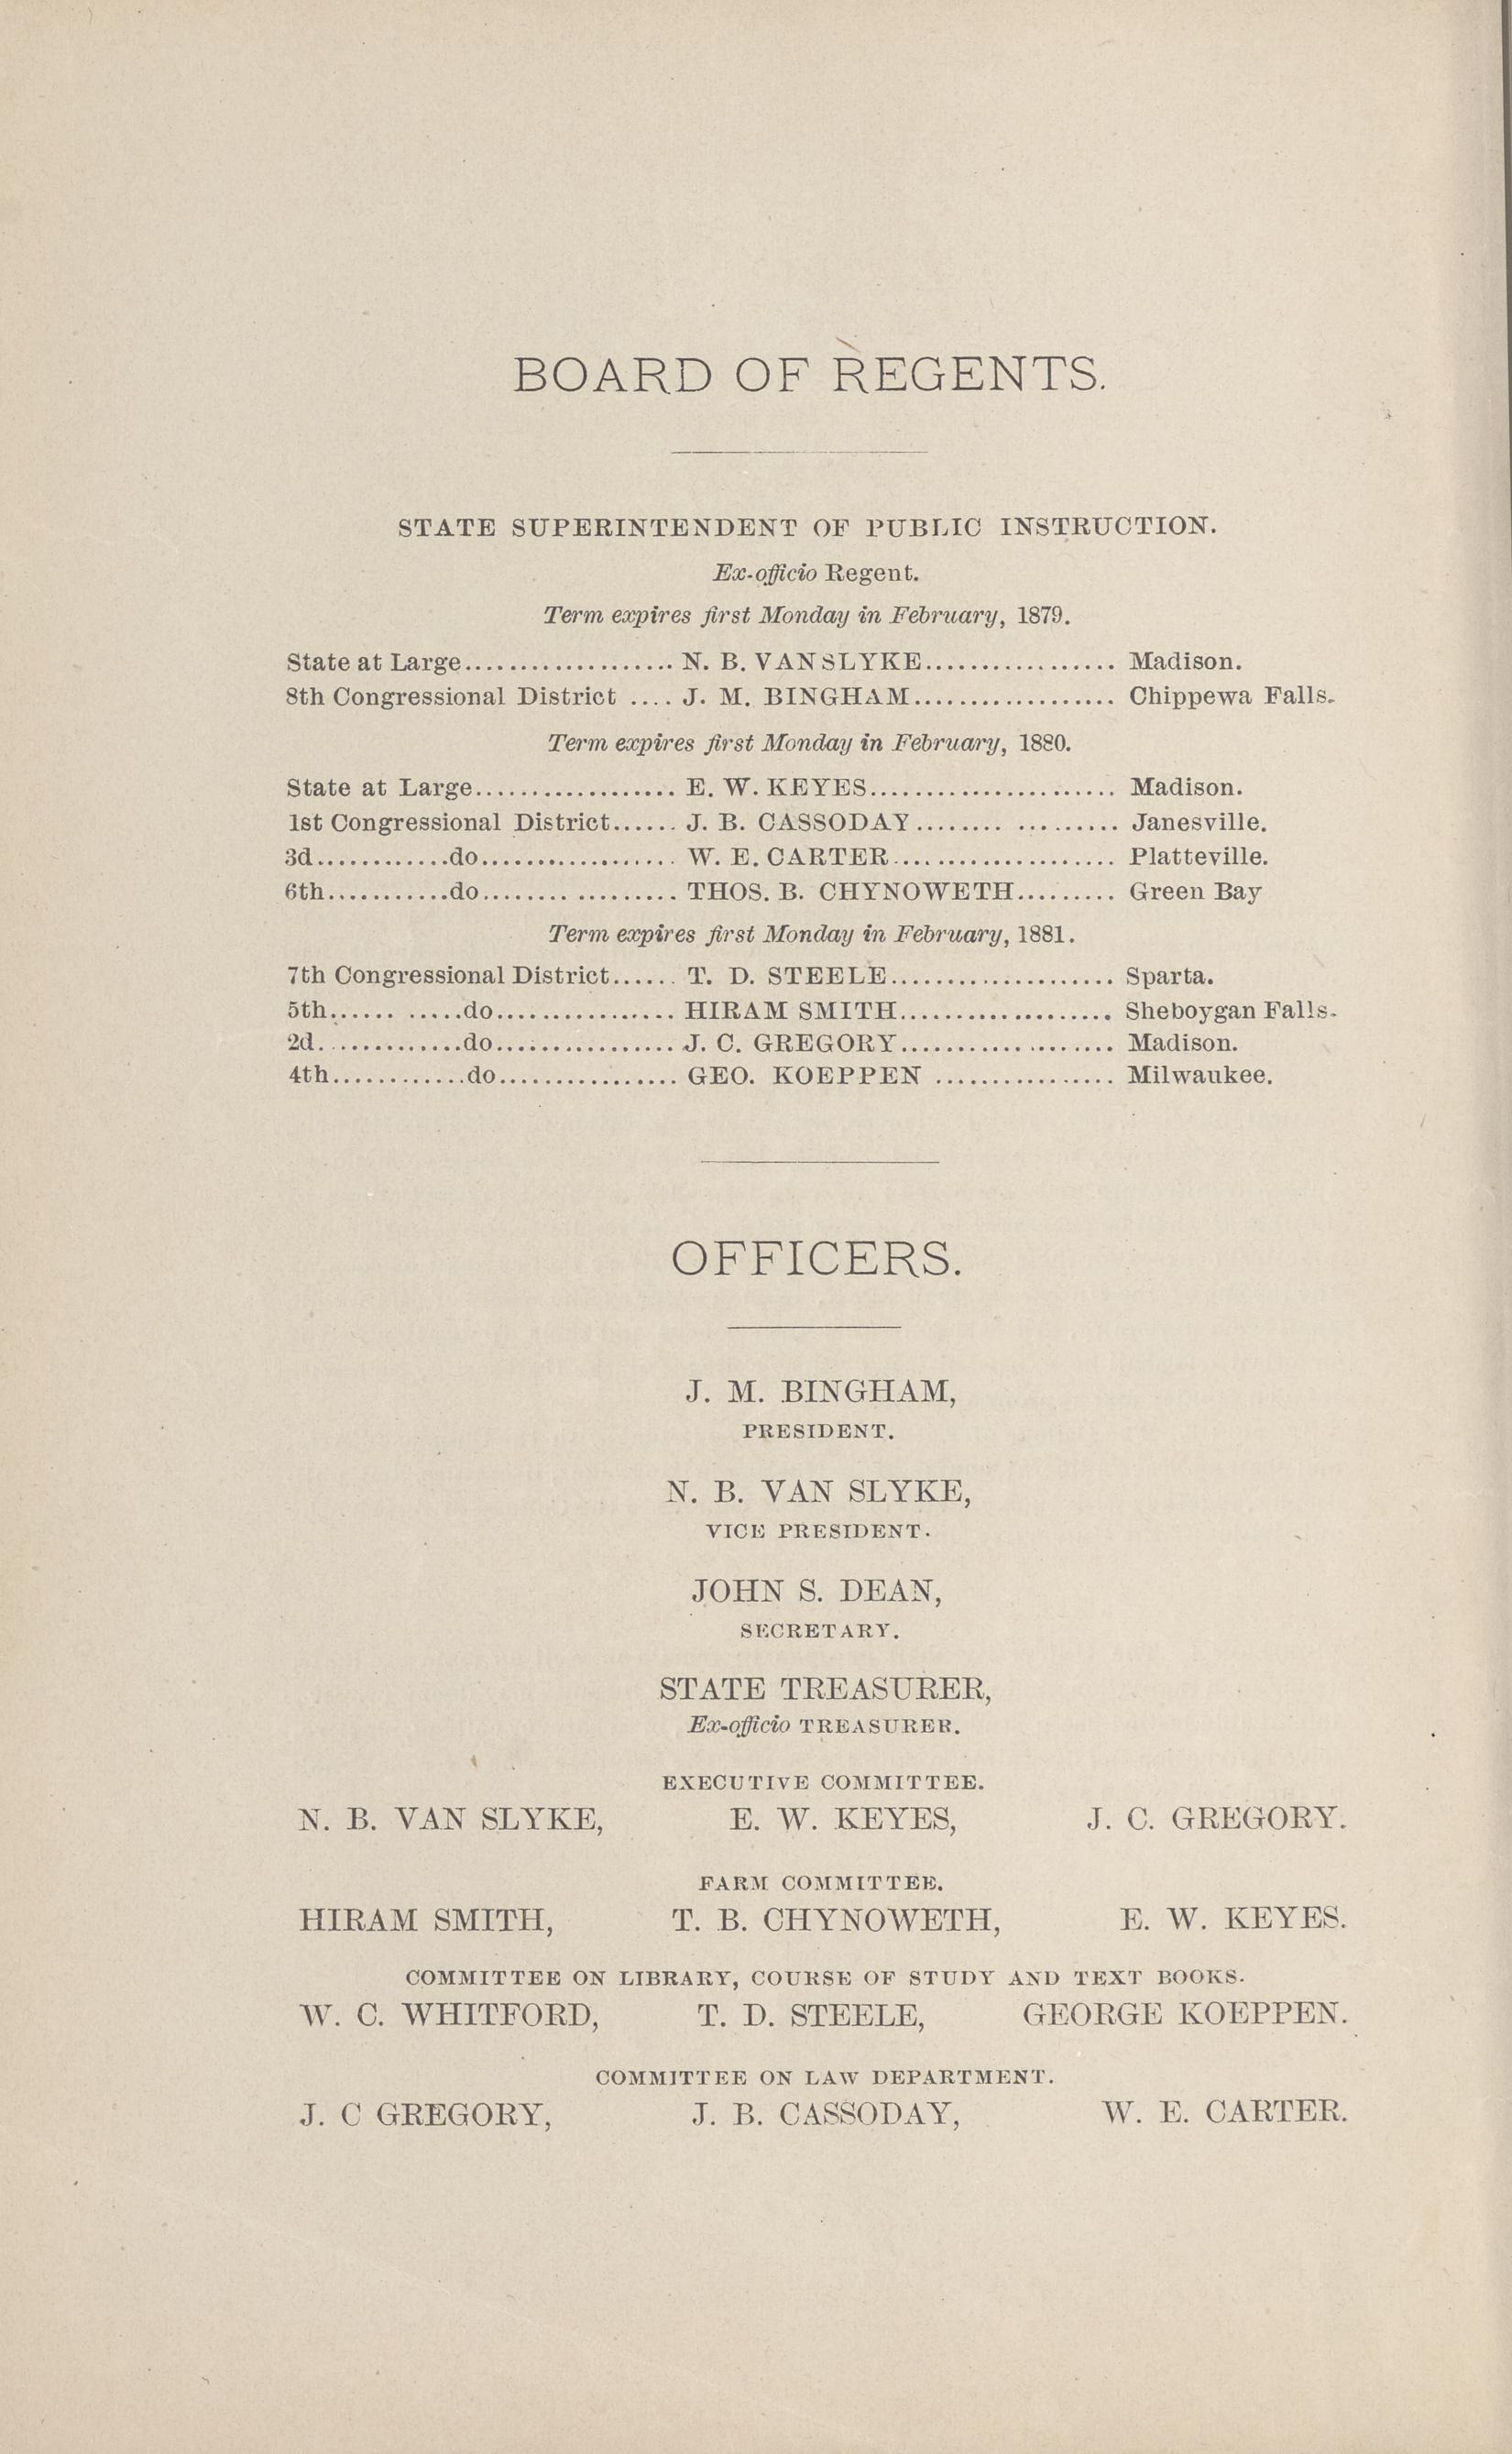 BOARD OF REGENTS.
STATE SUPERINTENDENT OF PUBLIC INSTRUCTION.
Ex-officio Regent.
Term expires first Monday in February, 1879.
State at Large................... N. B. VAN SLYKE................. Madison.
8th Congressional District .... J. M. BINGHAM.................. Chippewa Falls.
Term expires first Monday in February, 1880.
State at Large.................. E. W. KEYES...................... Madison.
1st Congressional District...... J. B. CASSODAY........ .......... Janesville.
3d............do.................. W. E. CARTER.................... Platteville.
6th...........do........ ......... THOS. B. CHYNOWETH......... Green Bay
Term expires first Monday in February, 1881.
7th Congressional District...... T. D. STEELE.................... Sparta.
5th...... .....do................ HIRAM SMITH................... Sheboygan Falls.
2d.............do................ J. C. GREGORY................... Madison.
4th............do................ GEO. KOEPPEN ................ Milwaukee.
OFFICERS.
J. M. BINGHAM,
PRESIDENT.
N. B. VAN SLYKE,
VICE PRESIDENT.
JOHN S. DEAN,
SECRETARY.
STATE TREASURER,
Ex-officio TREASURER.
EXECUTIVE COMMITTEE.
N. B. VAN SLYKE, E. W. KEYES, J. C. GREGORY.
FARM COMMITTEE.
HIRAM SMITH, T. B. CHYNOWETH, E. W. KEYES.
COMMITTEE ON LIBRARY, COURSE OF STUDY AND TEXT BOOKS.
W. C. WHITFORD, T. D. STEELE, GEORGE KOEPPEN.
COMMITTEE ON LAW DEPARTMENT.
J. C GREGORY, J. B. CASSODAY, W. E. CARTER.